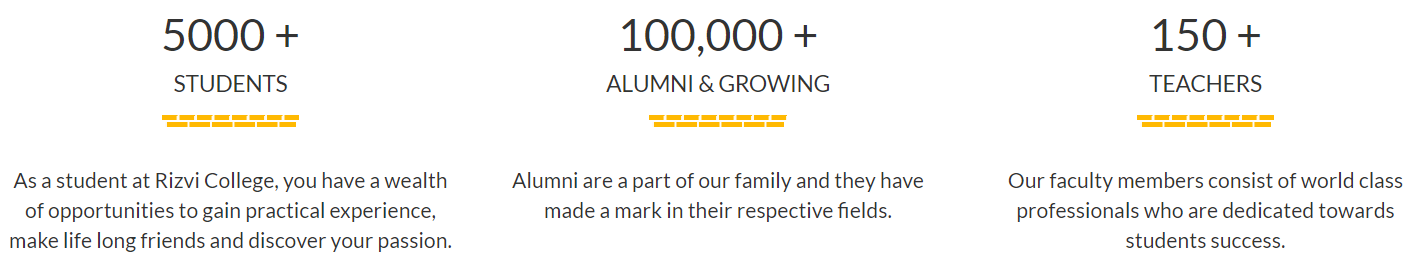 5000 +
STUDENTS
As a student at Rizvi College, you have a wealth
of opportunities to gain practical experience,
make life long friends and discover your passion.
100,000 +
ALUMNI & GROWING
Alumni are a part of our family and they have
made a mark in their respective fields.
150 +
TEACHERS
Our faculty members consist of world class
professionals who are dedicated towards
students success.